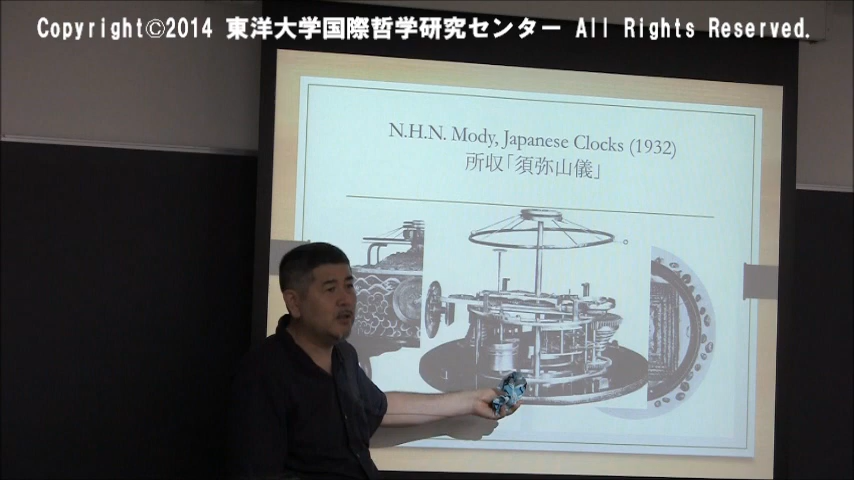 Copyright©2014 東洋大学国際哲学研究センター All Rights Reserved.
N.H.N. Mody, Japanese Clocks (1932)
所収「須弥山儀」